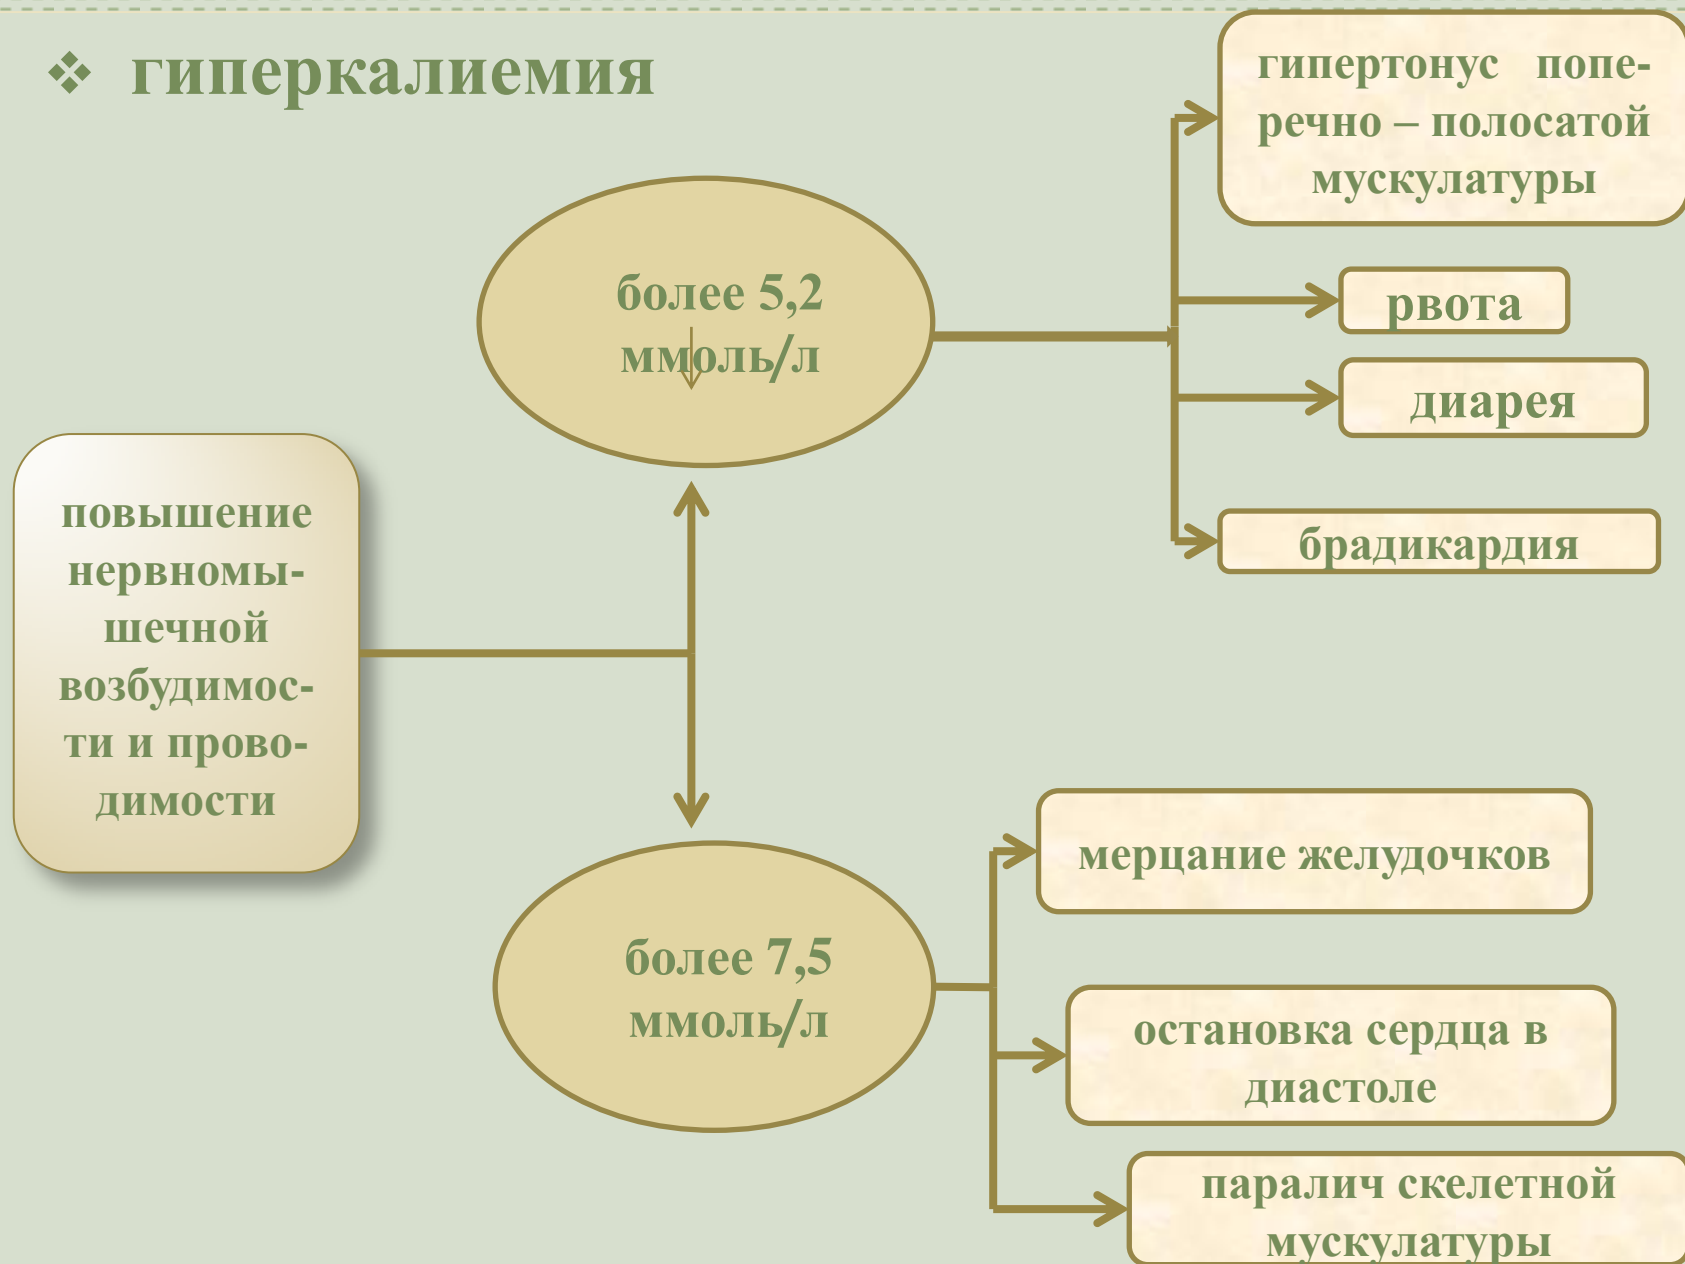 гиперкалиемия
гипертонус попе-
речно – полосатой
мускулатуры
более 5,2
ммоль/л
рвота
диарея
брадикардия
повышение
нервномы-
шечной
возбудимос-
ти и прово-
димости
более 7,5
ммоль/л
мерцание желудочков
остановка сердца в
диастоле
паралич скелетной
мускулатуры